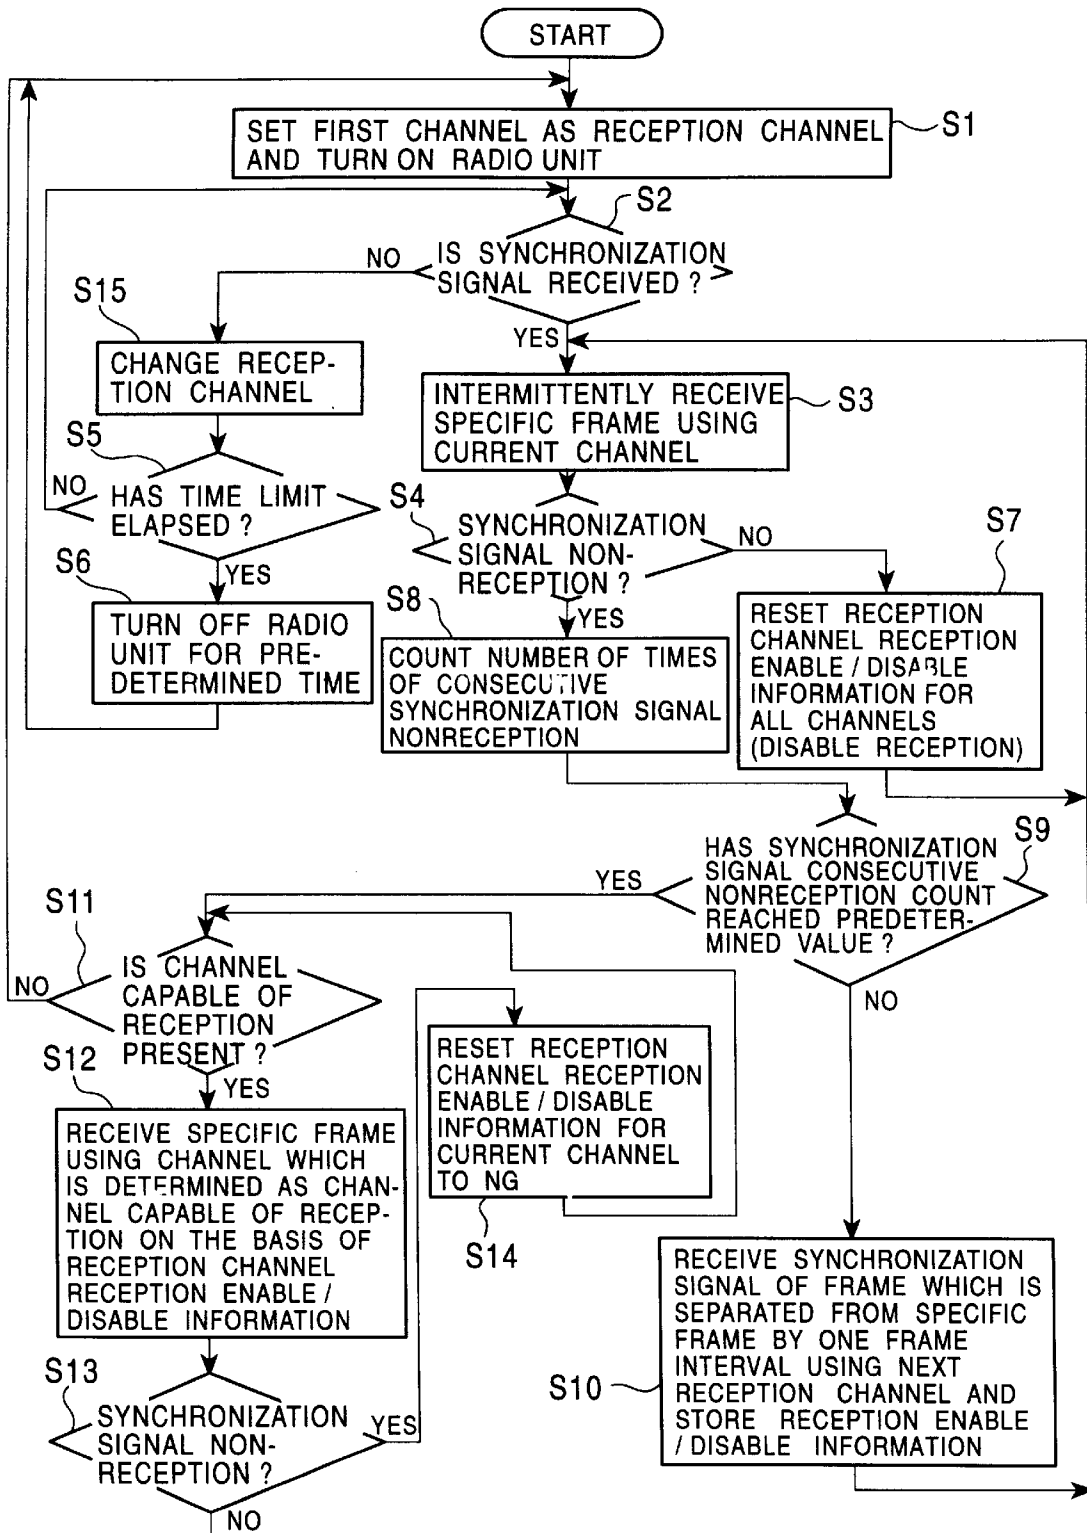 START
SET FIRST CHANNEL AS RECEPTION CHANNEL
AND TURN ON RADIO UNIT
S1
S2
IS SYNCHRONIZATION
SIGNAL RECEIVED ?
NO
YES
S15
CHANGE RECEP-
TION CHANNEL
INTERMITTENTLY RECEIVE
SPECIFIC FRAME USING
CURRENT CHANNEL
S3
S5
HAS TIME LIMIT
ELAPSED ?
NO
YES
S4
SYNCHRONIZATION
SIGNAL NON-
RECEPTION ?
NO
YES
S7
RESET RECEPTION
CHANNEL RECEPTION
ENABLE / DISABLE
INFORMATION FOR
ALL CHANNELS
(DISABLE RECEPTION)
S6
TURN OFF RADIO
UNIT FOR PRE-
DETERMINED TIME
S8
COUNT NUMBER OF TIMES
OF CONSECUTIVE
SYNCHRONIZATION SIGNAL
NONRECEPTION
S9
HAS SYNCHRONIZATION
SIGNAL CONSECUTIVE
NONRECEPTION COUNT
REACHED PREDETER-
MINED VALUE ?
YES
NO
S11
IS CHANNEL
CAPABLE OF
RECEPTION
PRESENT ?
NO
YES
S12
RECEIVE SPECIFIC FRAME
USING CHANNEL WHICH
IS DETERMINED AS CHAN-
NEL CAPABLE OF RECEP-
TION ON THE BASIS OF
RECEPTION CHANNEL
RECEPTION ENABLE /
DISABLE INFORMATION
RESET RECEPTION
CHANNEL RECEPTION
ENABLE / DISABLE
INFORMATION FOR
CURRENT CHANNEL
TO NG
S14
S10
RECEIVE SYNCHRONIZATION
SIGNAL OF FRAME WHICH IS
SEPARATED FROM SPECIFIC
FRAME BY ONE FRAME
INTERVAL USING NEXT
RECEPTION CHANNEL AND
STORE RECEPTION ENABLE
/ DISABLE INFORMATION
S13
SYNCHRONIZATION
SIGNAL NON-
RECEPTION ?
YES
NO